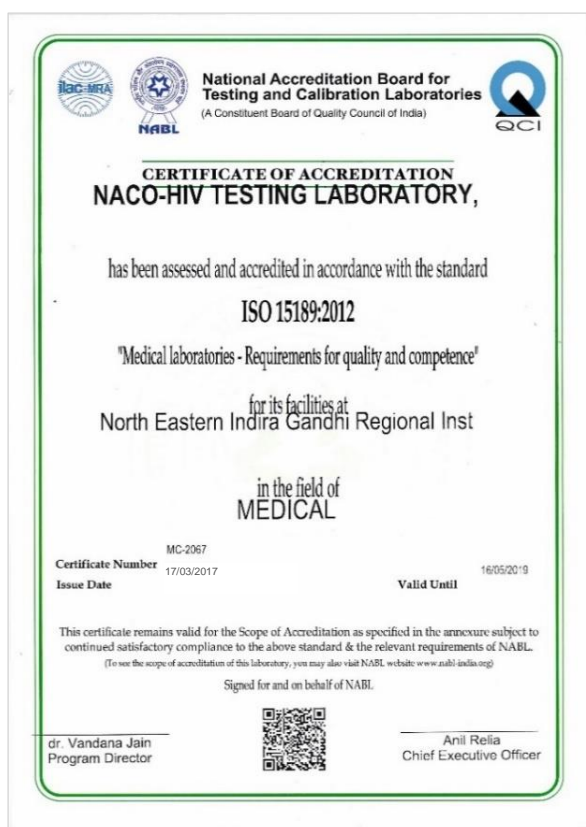 ilac-MRA
NABL
National Accreditation Board for
Testing and Calibration Laboratories
(A Constituent Board of Quality Council of India)
QCI
CERTIFICATE OF ACCREDITATION
NACO-HIV TESTING LABORATORY,
has been assessed and accredited in accordance with the standard
ISO 15189:2012
"Medical laboratories - Requirements for quality and competence"
for its facilities at
North Eastern Indira Gandhi Regional Inst
in the field of
MEDICAL
MC-2067
Certificate Number
17/03/2017
Issue Date
Valid Until
16/05/2019
This certificate remains valid for the Scope of Accreditation as specified in the annexure subject to
continued satisfactory compliance to the above standard & the relevant requirements of NABL.
(To see the scope of accreditation of this laboratory, you may also visit NABL website www.nabl-india.org)
Signed for and on behalf of NABL
dr. Vandana Jain
Program Director
Anil Relia
Chief Executive Officer